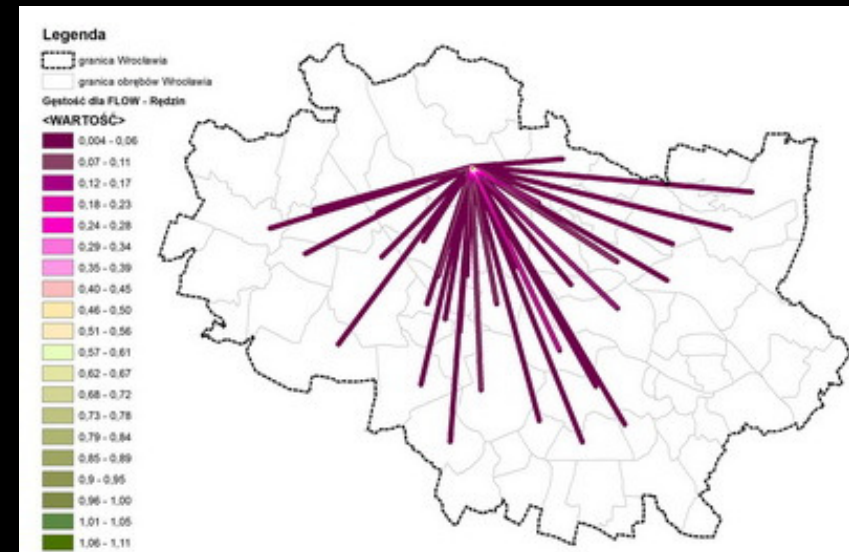 Legenda
granica Wrocławia
granica obrębów Wrocławia
Gęstość dla FLOW - Rędzin
<WARTOŚĆ>
0,004 - 0,06
0,07 - 0,11
0,12 - 0,17
0,18 - 0,23
0,24 - 0,28
0,29 - 0,34
0,35 - 0,39
0,40 - 0,45
0,46 - 0,50
0,51 - 0,56
0,57 - 0,61
0,62 - 0,67
0,68 - 0,72
0,73 - 0,78
0,79 - 0,84
0,85 - 0,89
0,9 - 0,95
0,96 - 1,00
1,01 - 1,05
1,06 - 1,11